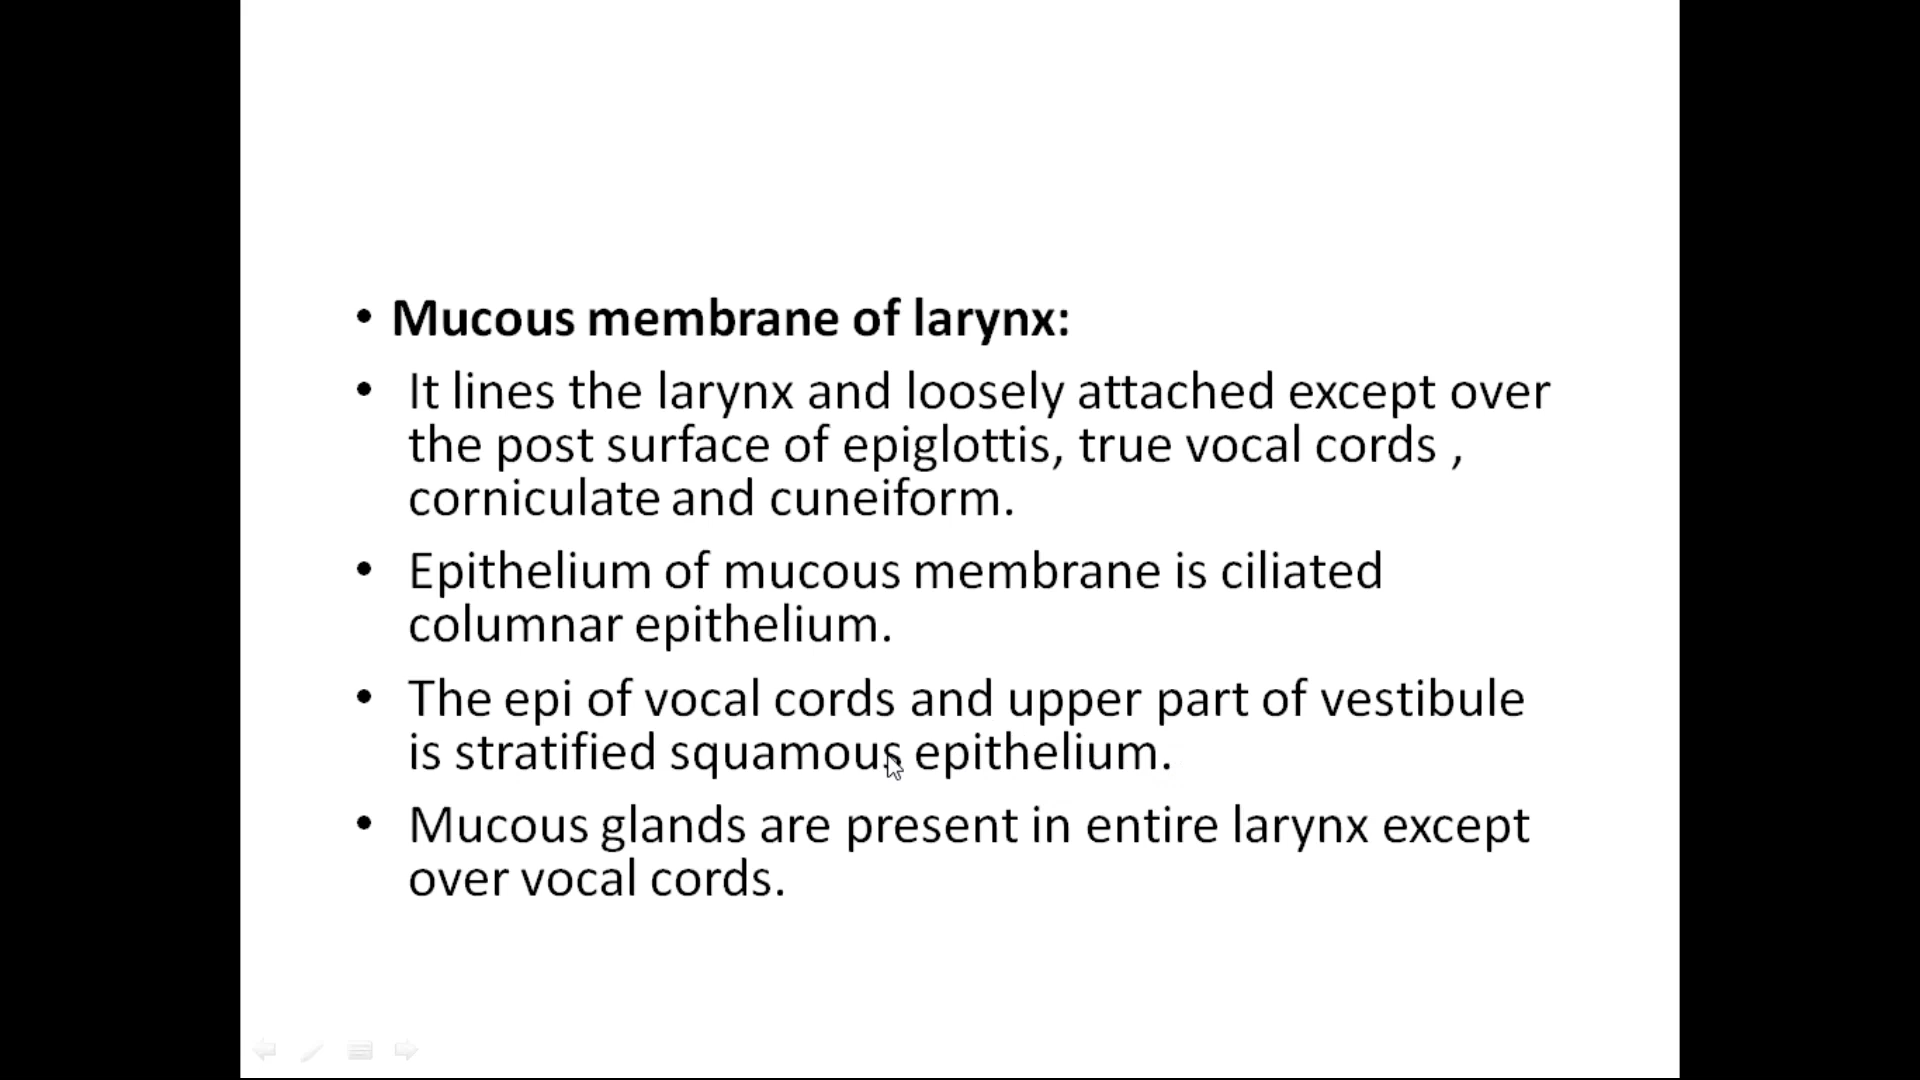 • Mucous membrane of larynx:
• It lines the larynx and loosely attached except over
the post surface of epiglottis, true vocal cords ,
corniculate and cuneiform.
• Epithelium of mucous membrane is ciliated
columnar epithelium.
• The epi of vocal cords and upper part of vestibule
is stratified squamous epithelium.
• Mucous glands are present in entire larynx except
over vocal cords.